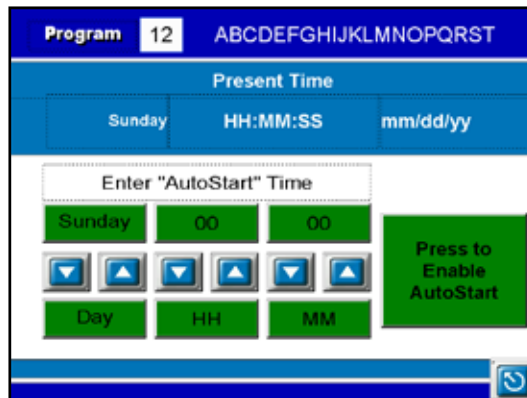 Program 12 ABCDEFGHIJKLMNOPQRST
Present Time
Sunday HH:MM:SS mm/dd/yy
Enter "AutoStart" Time
Sunday 00 00
Press to
Enable
AutoStart
Day HH MM